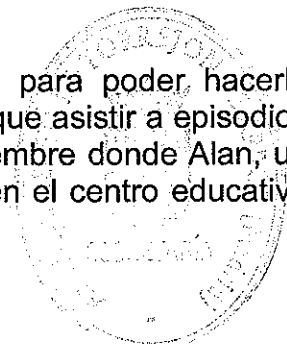 para poder hacerl
que asistir a episodio
embre donde Alan, u
en el centro educativ